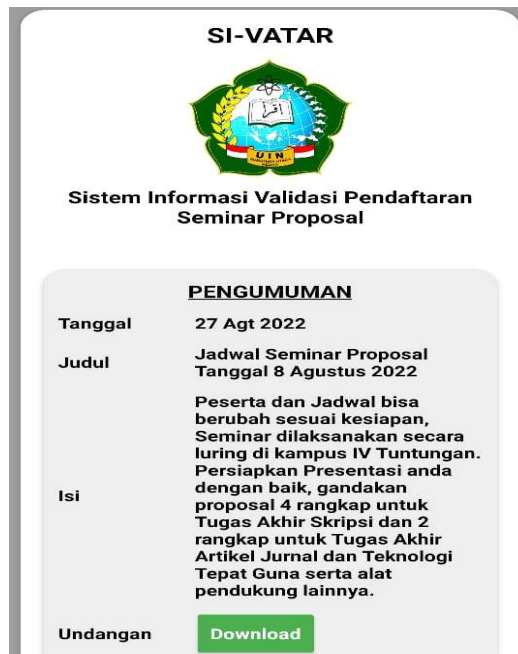 SI-VATAR
UIN
Sistem Informasi Validasi Pendaftaran
Seminar Proposal
PENGUMUMAN
Tanggal 27 Agt 2022
Judul Jadwal Seminar Proposal
Tanggal 8 Agustus 2022
Isi Peserta dan Jadwal bisa
berubah sesuai kesiapan,
Seminar dilaksanakan secara
luring di kampus IV Tuntungan.
Persiapkan Presentasi anda
dengan baik, gandakan
proposal 4 rangkap untuk
Tugas Akhir Skripsi dan 2
rangkap untuk Tugas Akhir
Artikel Jurnal dan Teknologi
Tepat Guna serta alat
pendukung lainnya.
Undangan Download